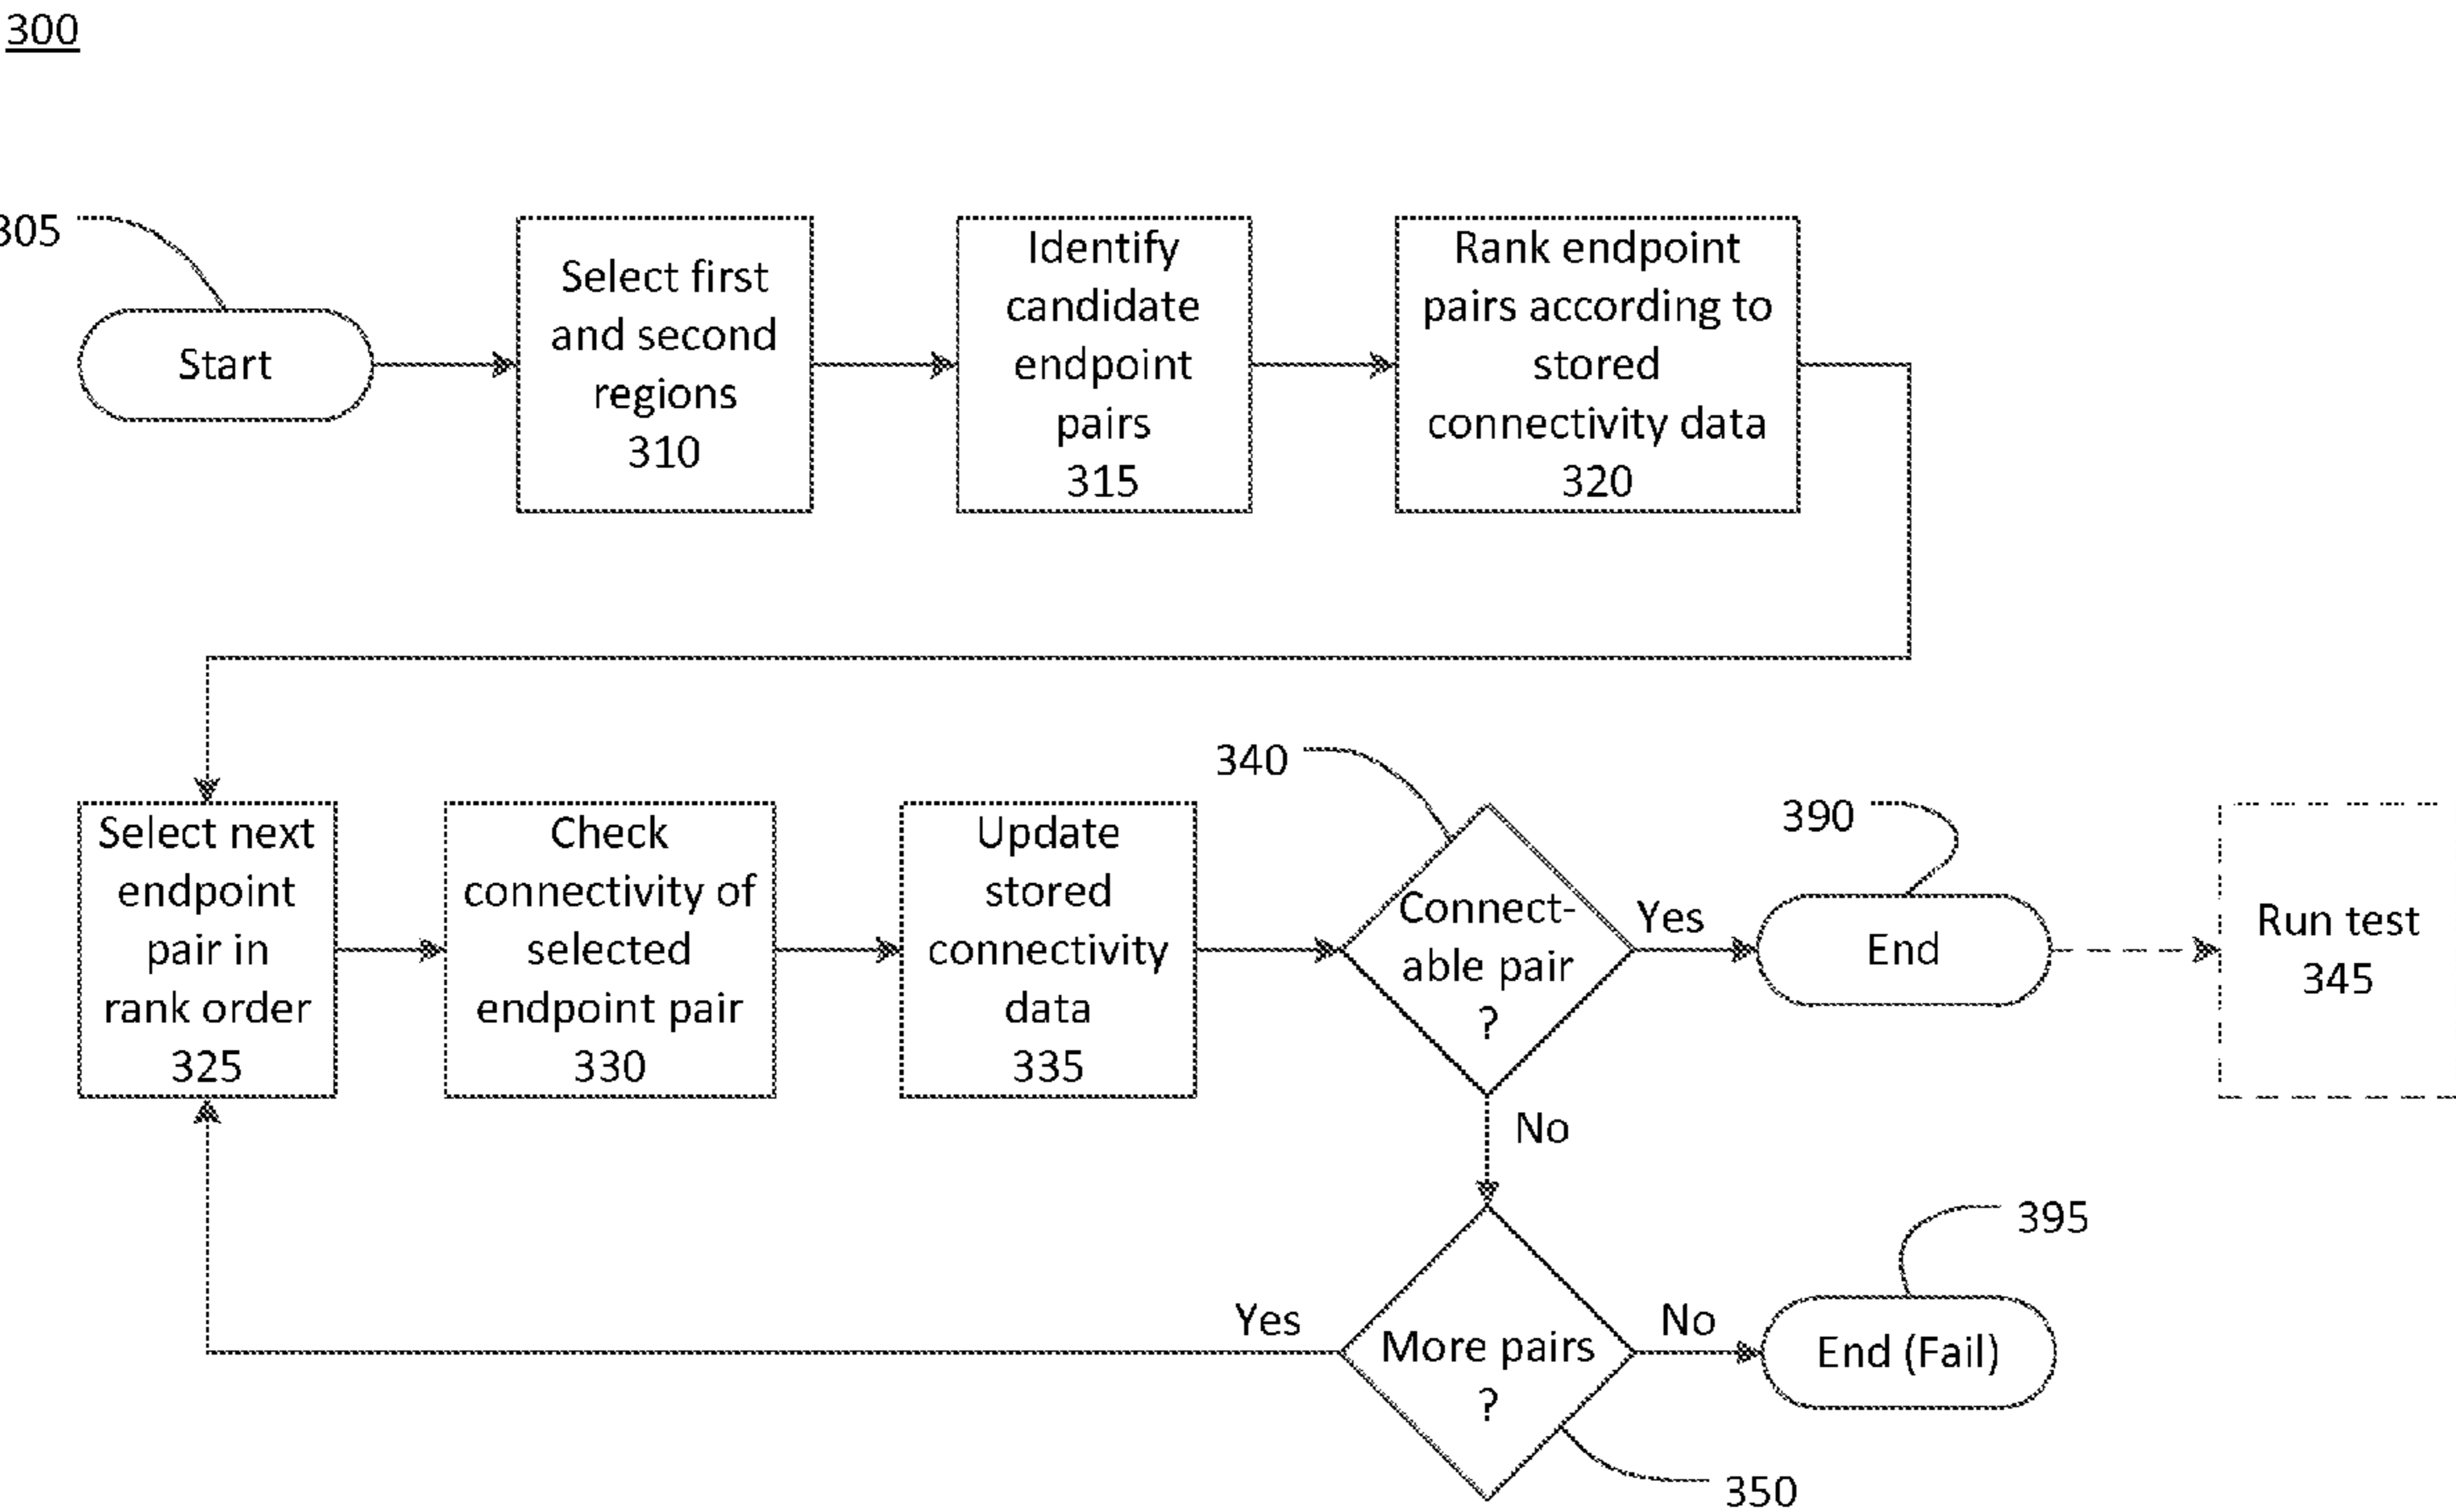 300
305
Start
Select first
and second
regions
310
Identify
candidate
endpoint
pairs
315
Rank endpoint
pairs according to
stored
connectivity data
320
Select next
endpoint
pair in
rank order
325
Check
connectivity of
selected
endpoint pair
330
Update
stored
connectivity
data
335
340
Connect-
able pair
?
Yes
390
End
Run test
345
No
Yes
More pairs
?
No
395
End (Fail)
350